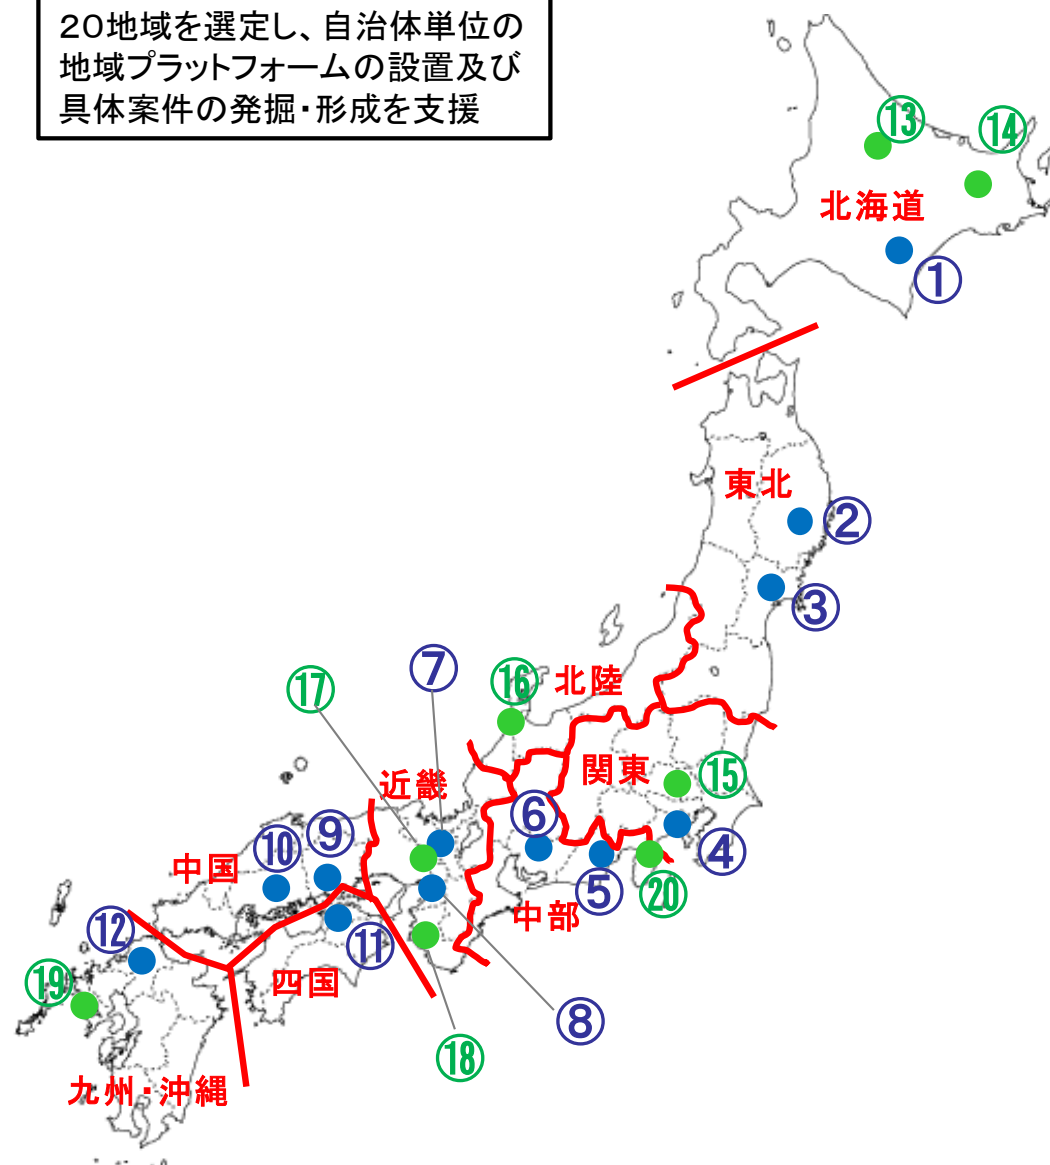 20地域を選定し、自治体単位の
地域プラットフォームの設置及び
具体案件の発掘・形成を支援
⑬
⑭
北海道
①
東北
②
③
⑦
⑯
北陸
⑰
関東
⑮
近畿
⑥
⑨
⑩
④
中国
⑤
⑳
中部
⑫
⑪
四国
⑲
⑧
⑱
九州・沖縄